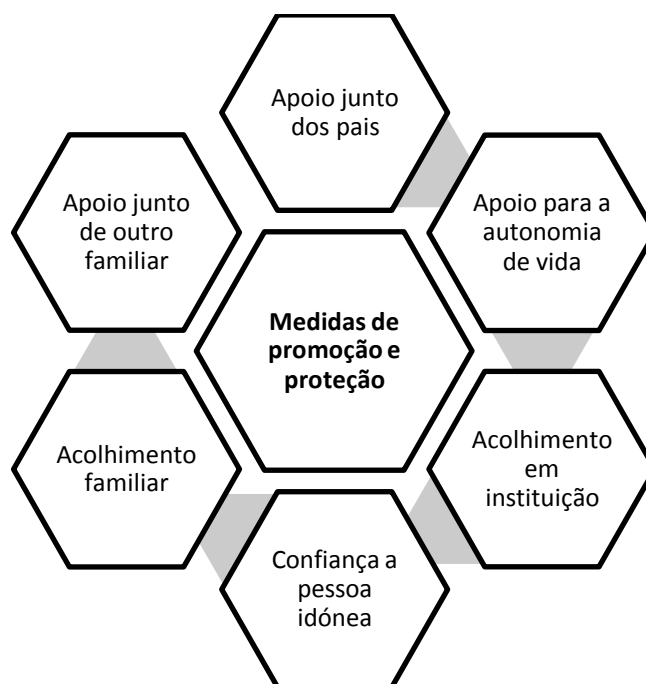 Apoio junto
dos pais
Apoio para a
autonomia
de vida
Acolhimento
em
instituição
Confiança a
pessoa
idónea
Acolhimento
familiar
Apoio junto
de outro
familiar
Medidas de
promoção e
proteção